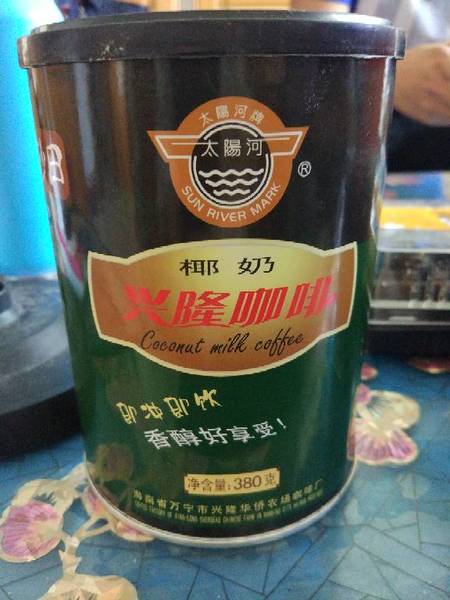 太陽河牌
太陽河
SUN RIVER MARK
®
椰奶
兴隆咖啡
Coconut milk coffee
即冲即饮
香醇好享受!
净含量:380克
海南省万宁市兴隆华侨农场咖啡厂